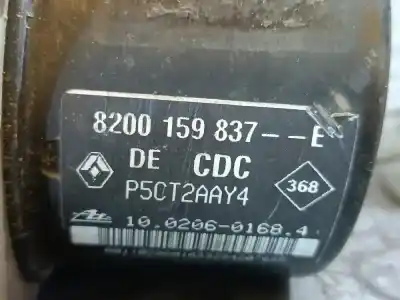 8200 159 837--E
DE CDC
P5CT2AAY4
368
10.0206-0168.4